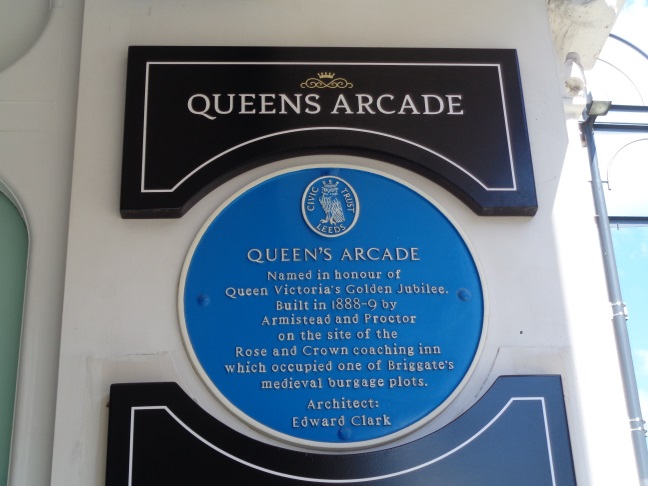 QUEENS ARCADE
CIVIC TRUST
LEEDS
QUEEN'S ARCADE
Named in honour of
Queen Victoria's Golden Jubilee.
Built in 1888-9 by
Armistead and Proctor
on the site of the
Rose and Crown coaching inn
which occupied one of Briggate's
medieval burgage plots.
Architect:
Edward Clark